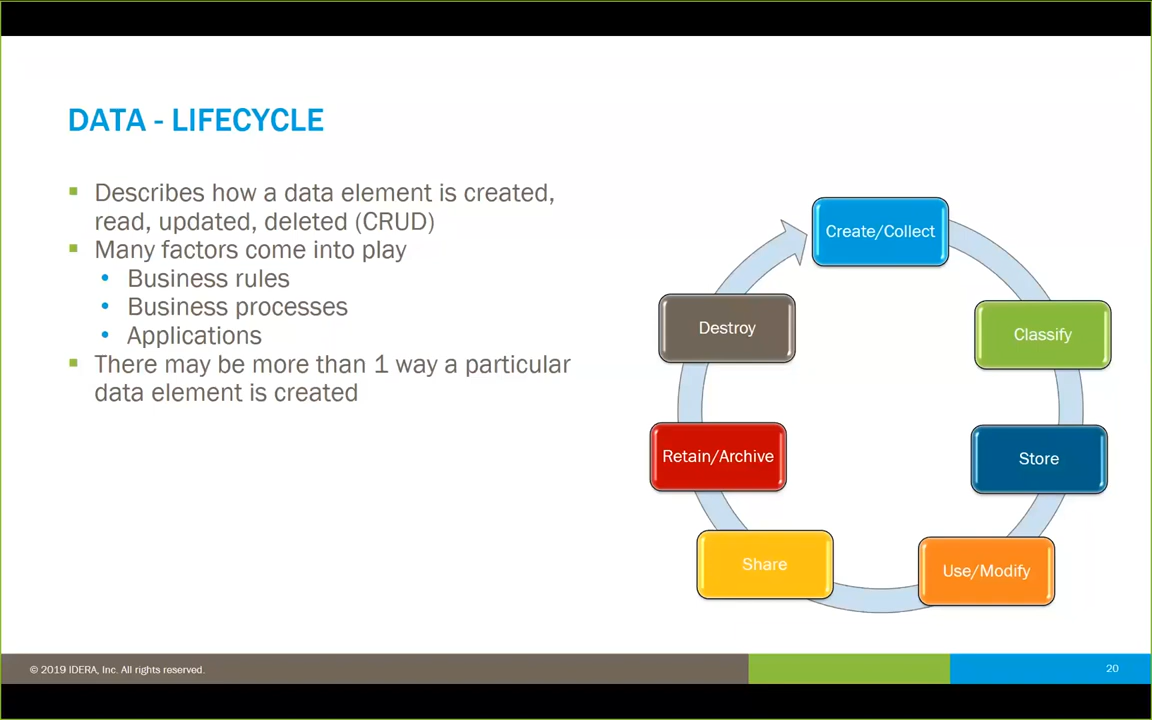 DATA - LIFECYCLE
Describes how a data element is created,
read, updated, deleted (CRUD)
Many factors come into play
Business rules
Business processes
Applications
There may be more than 1 way a particular
data element is created
Create/Collect
Classify
Store
Use/Modify
Share
Retain/Archive
Destroy
© 2019 IDERA, Inc. All rights reserved.
20